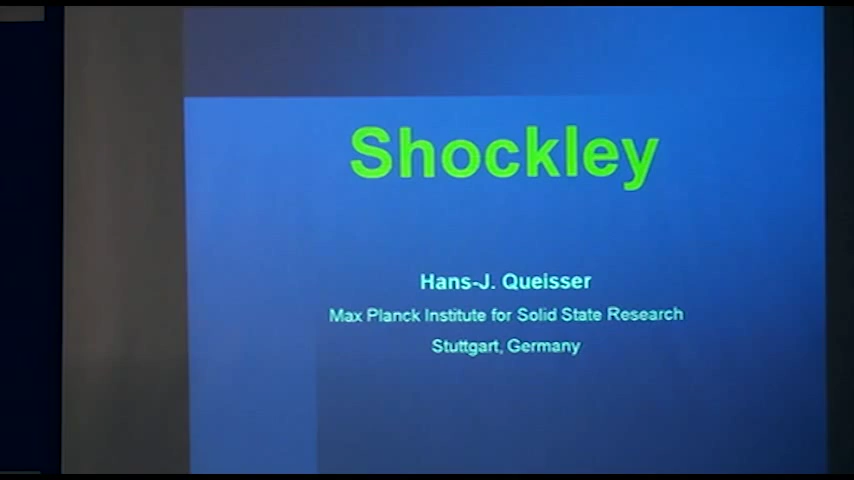 Shockley
Hans-J. Queisser
Max Planck Institute for Solid State Research
Stuttgart, Germany